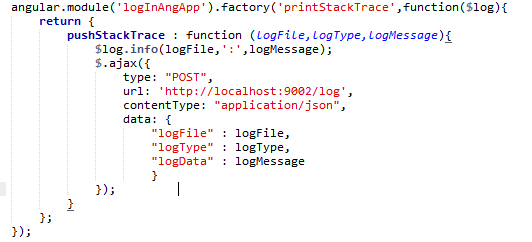 angular.module('logInAngApp').factory('printStackTrace',function($log){
    return {
        pushStackTrace : function (logFile,logType,logMessage){
            $log.info(logFile,':',logMessage);
            $.ajax({
                type: "POST",
                url: 'http://localhost:9002/log',
                contentType: "application/json",
                data: {
                    "logFile" : logFile,
                    "logType" : logType,
                    "logData" : logMessage
                    }
            });
        }
    };
});